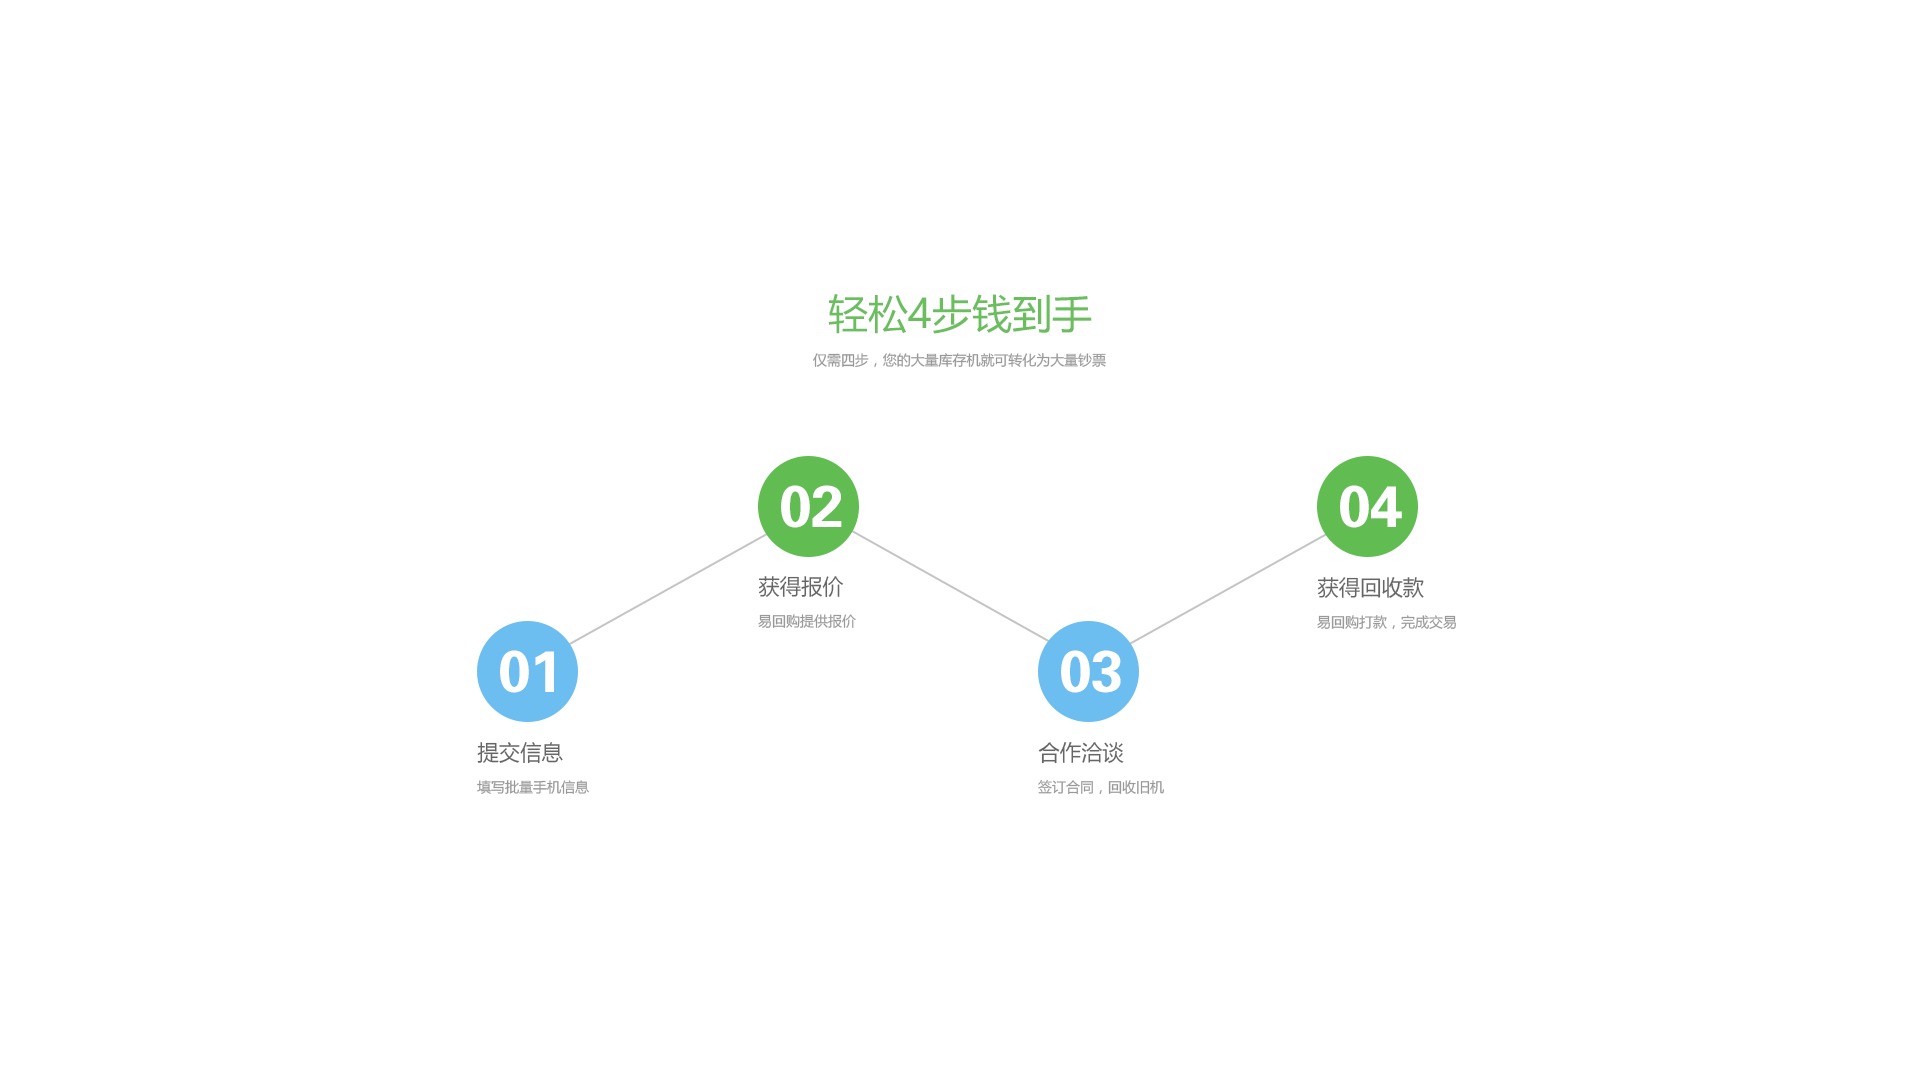 轻松4步钱到手
仅需四步，您的大量库存机就可转化为大量钞票
01
提交信息
填写批量手机信息
02
获得报价
易回购提供报价
03
合作洽谈
签订合同，回收旧机
04
获得回收款
易回购打款，完成交易